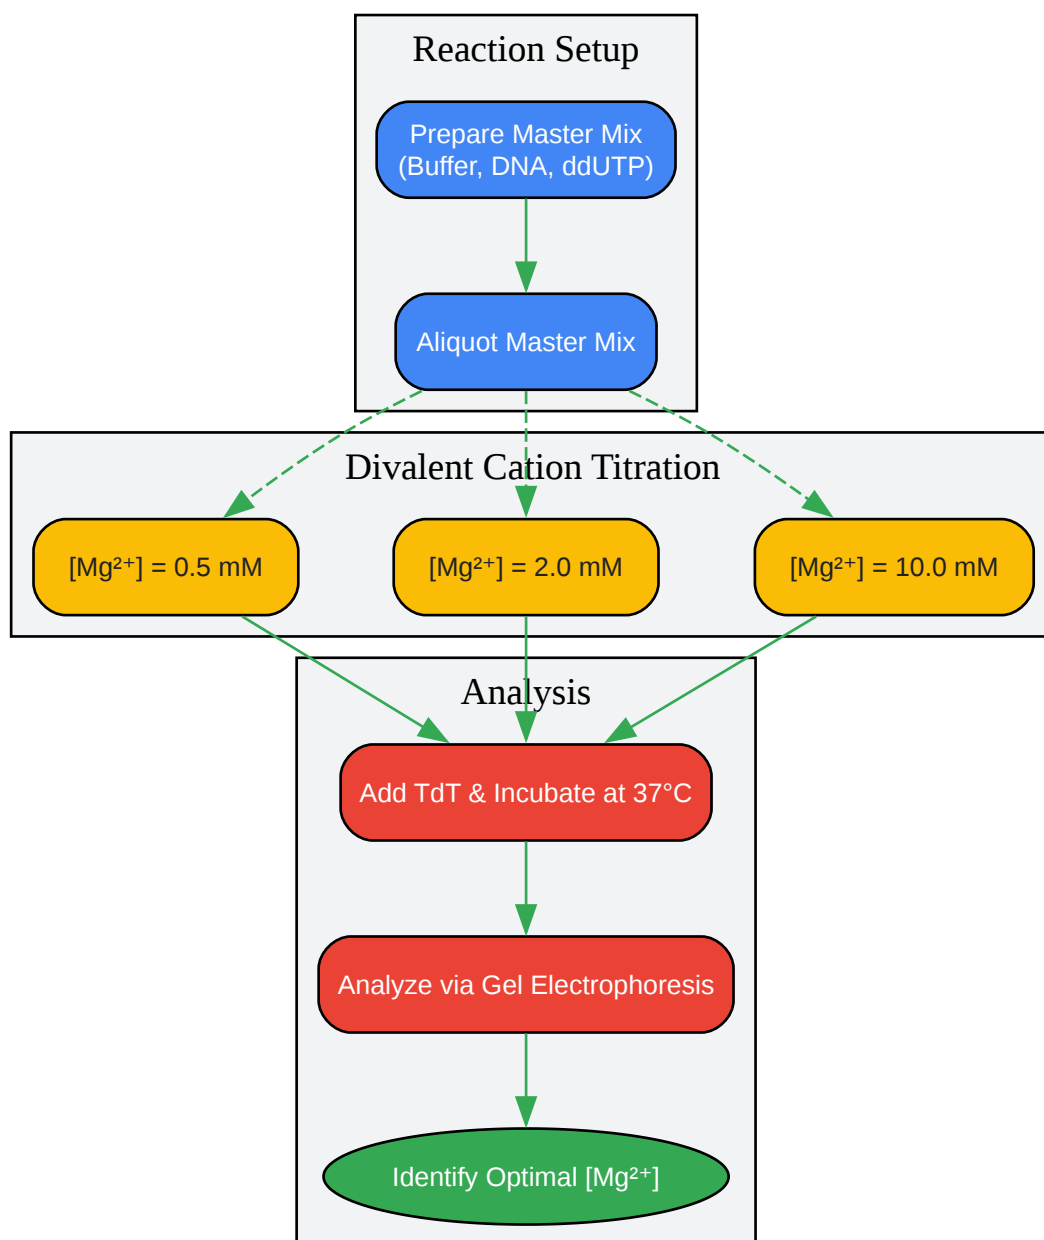 Reaction Setup
Prepare Master Mix
(Buffer, DNA, ddUTP)
Aliquot Master Mix
Divalent Cation Titration
[Mg²⁺] = 0.5 mM
[Mg²⁺] = 2.0 mM
[Mg²⁺] = 10.0 mM
Analysis
Add TdT & Incubate at 37°C
Analyze via Gel Electrophoresis
Identify Optimal [Mg²⁺]